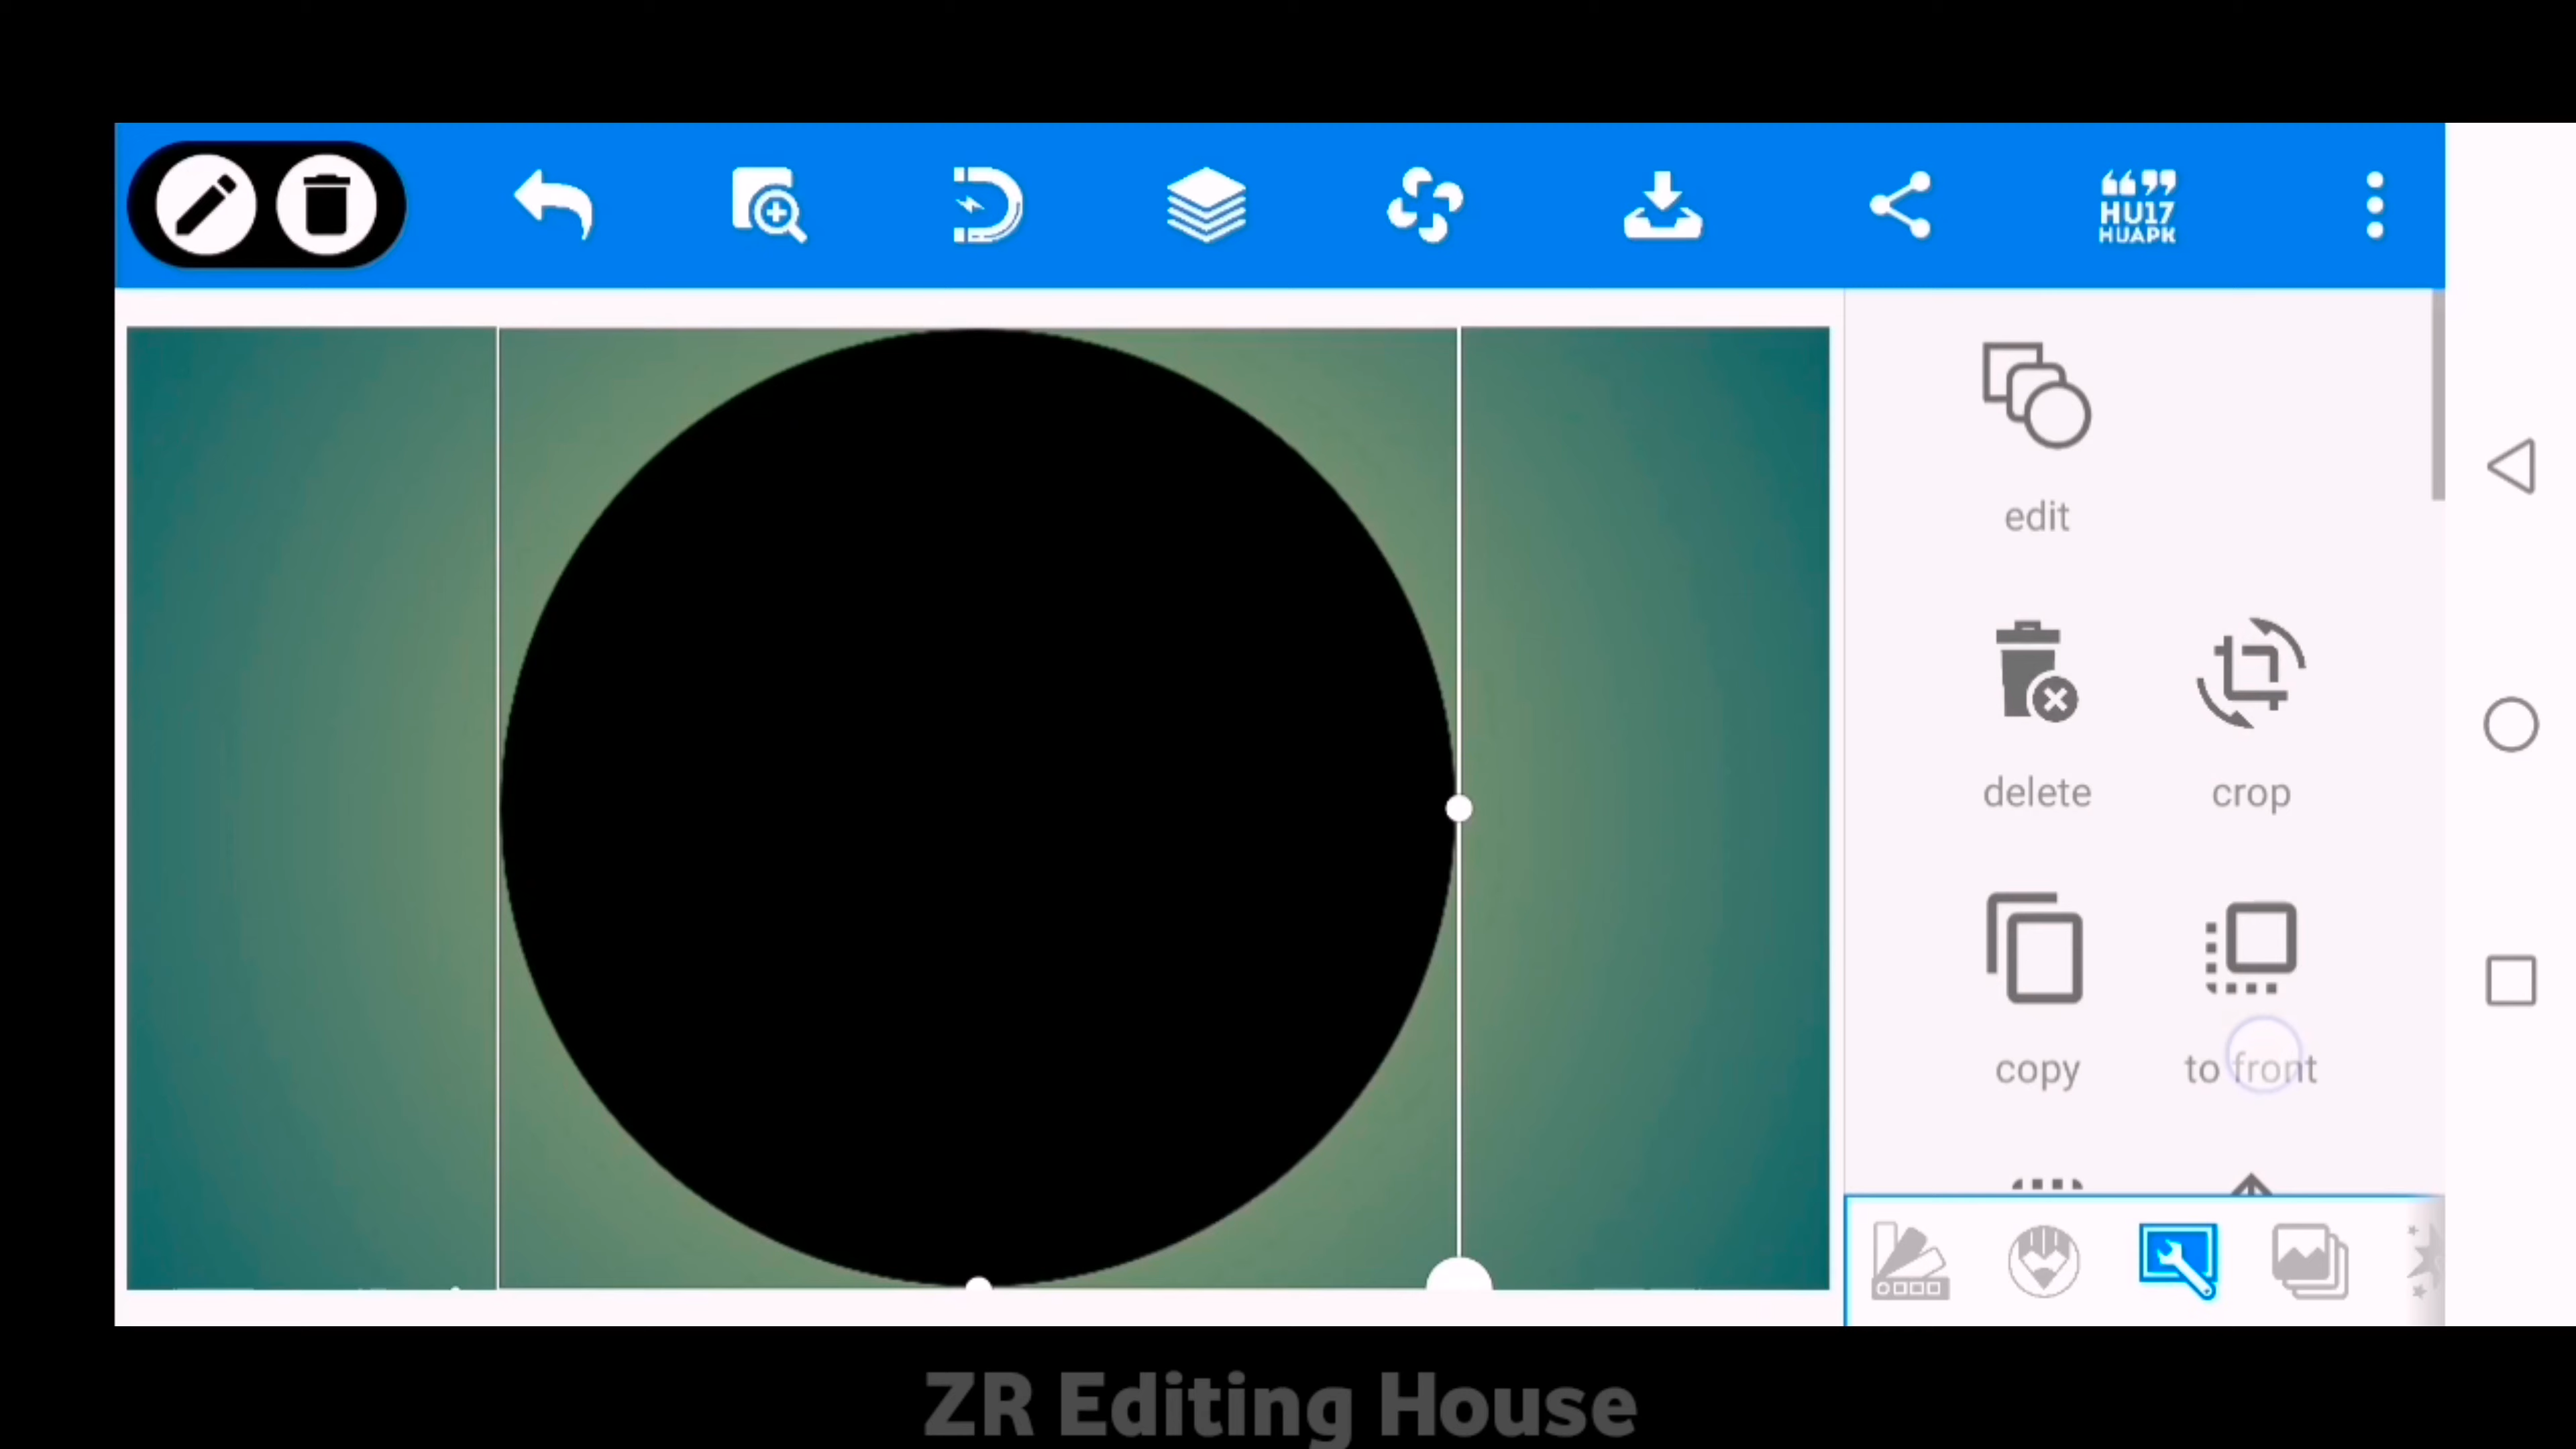 ❝ ❞
HU17
HUAPK
edit
delete
crop
copy
to front
ZR Editing House